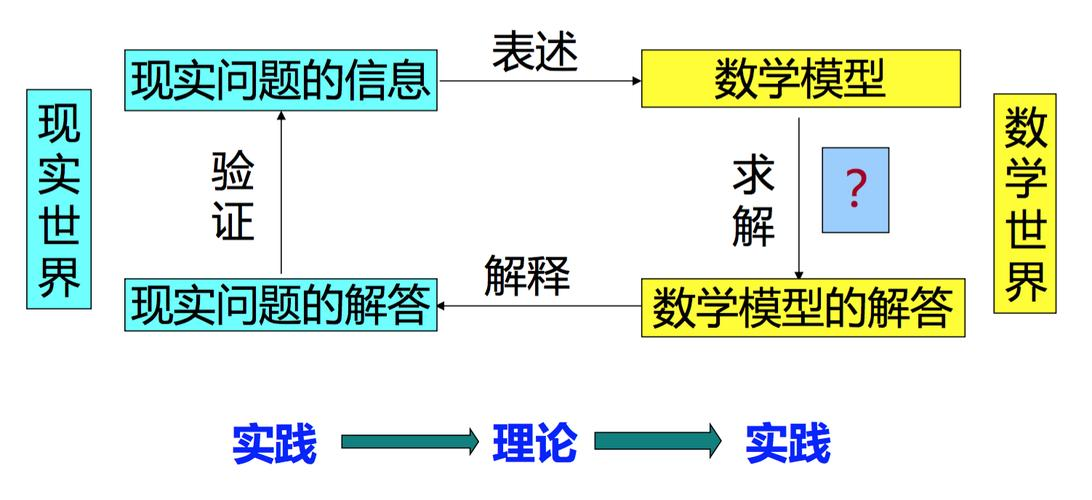 表述
现实问题的信息
数学模型
现实世界
验证
求解
?
数学世界
解释
现实问题的解答
数学模型的解答
实践
理论
实践